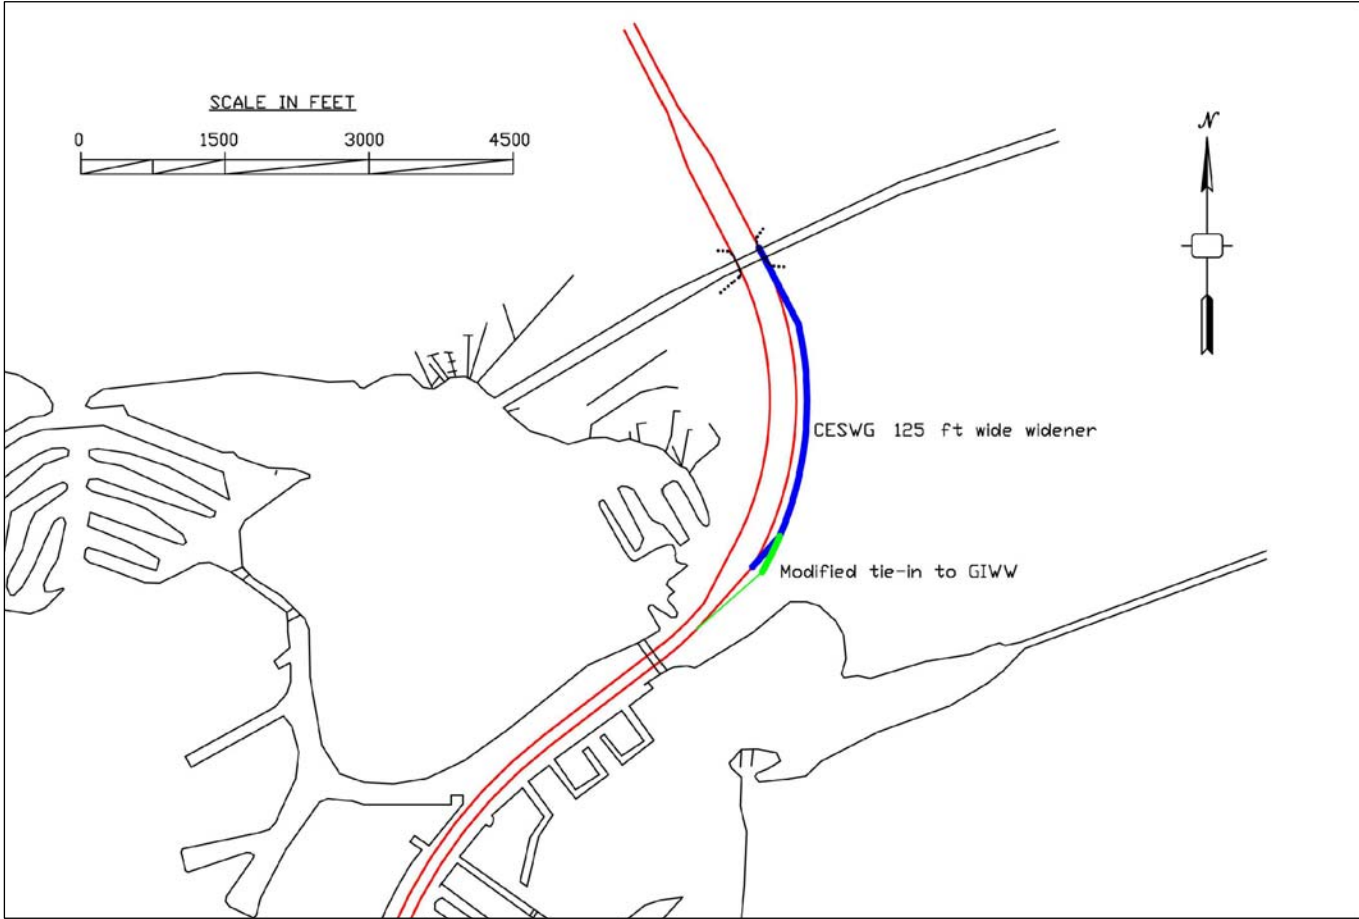 SCALE IN FEET
0 1500 3000 4500
N
CESWG 125 ft wide widener
Modified tie-in to GIWW